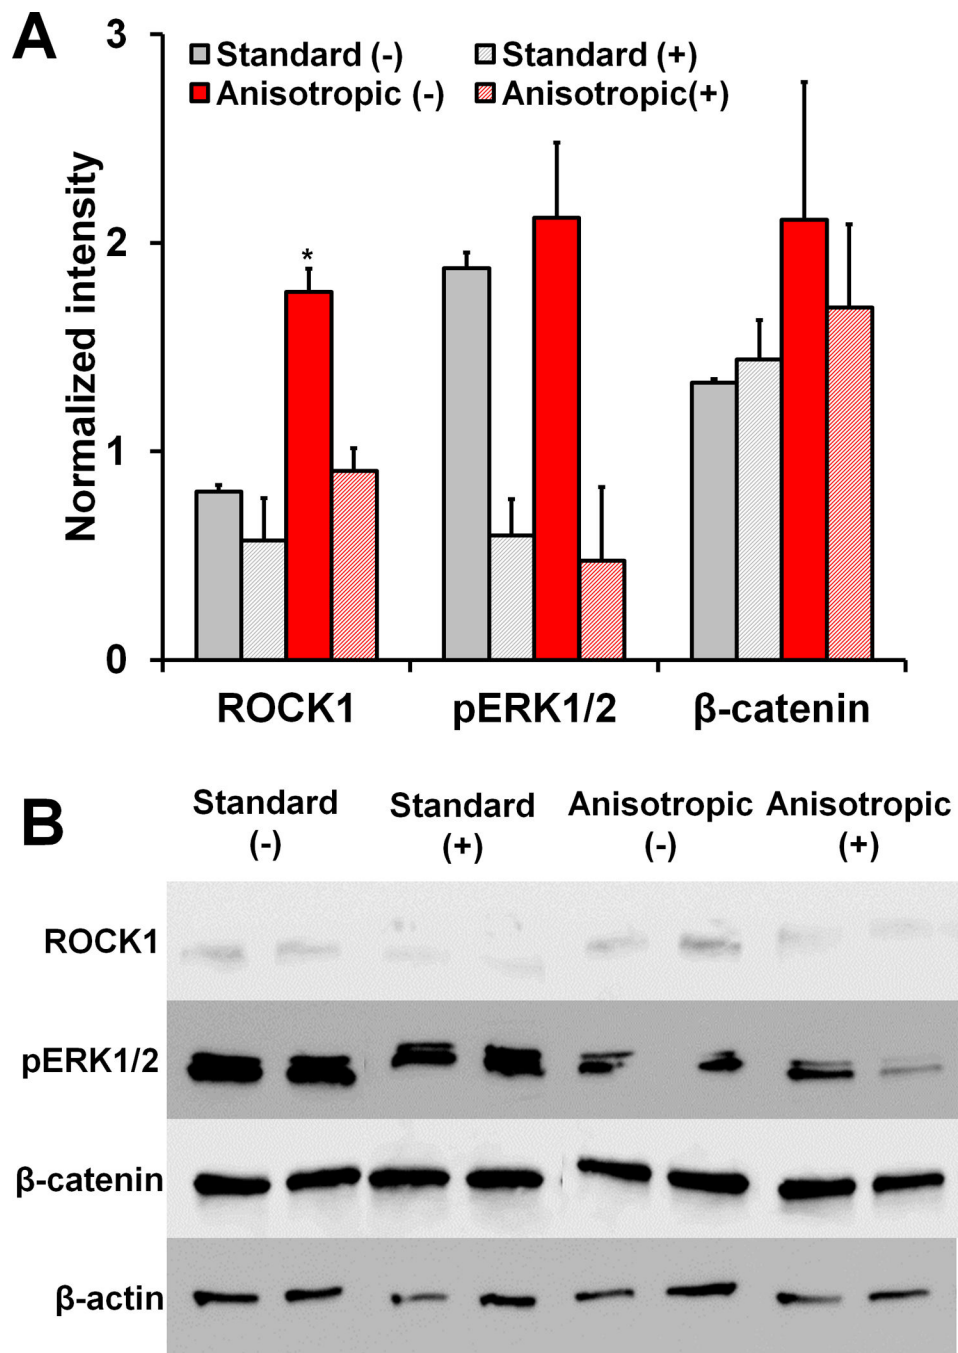 A
3
Standard (-)
Standard (+)
Anisotropic (-)
Anisotropic(+)
Normalized intensity
2
*
1
0
ROCK1
pERK1/2
β-catenin
B
Standard
(-)
Standard
(+)
Anisotropic
(-)
Anisotropic
(+)
ROCK1
pERK1/2
β-catenin
β-actin